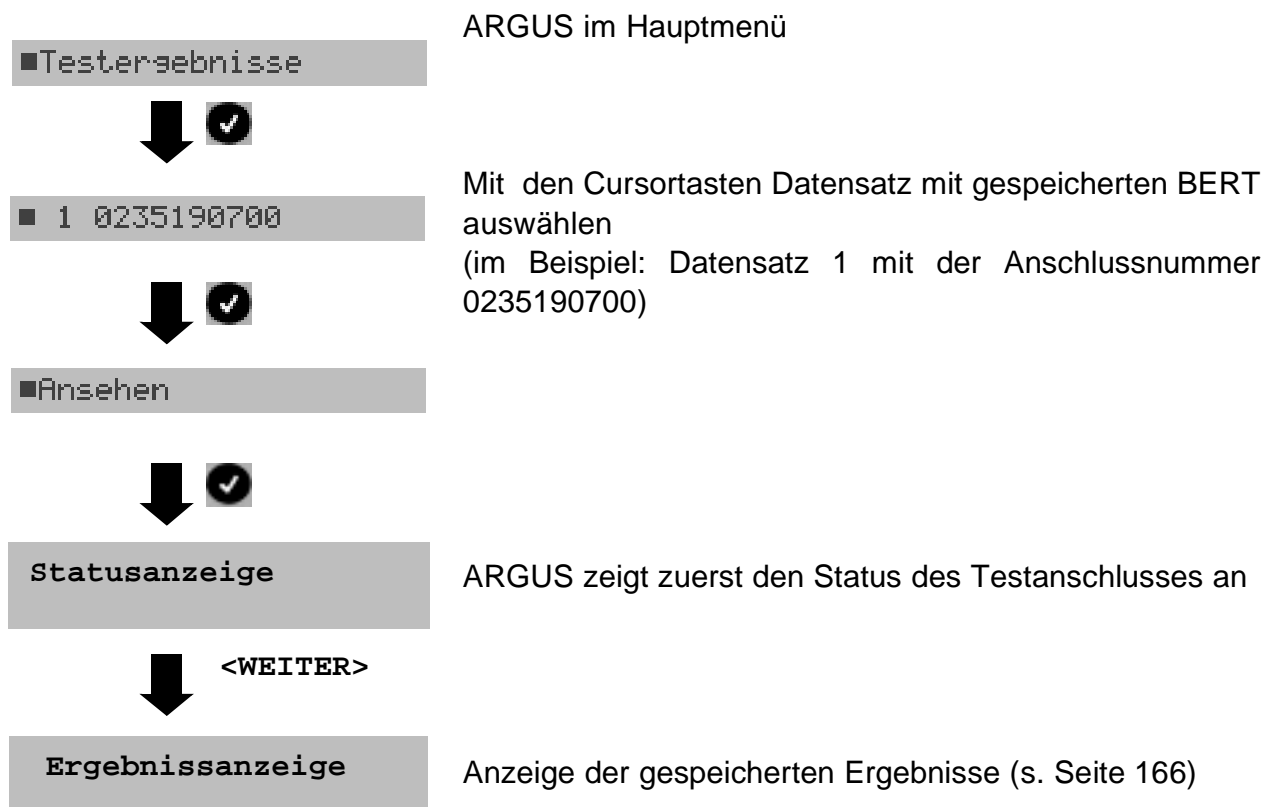 ARGUS im Hauptmenü
■Testergebnisse
Mit den Cursortasten Datensatz mit gespeicherten BERT
auswählen
■ 1 0235190700
(im Beispiel: Datensatz 1 mit der Anschlussnummer
0235190700)
■Ansehen
Statusanzeige
ARGUS zeigt zuerst den Status des Testanschlusses an
<WEITER>
Ergebnissanzeige
Anzeige der gespeicherten Ergebnisse (s. Seite 166)